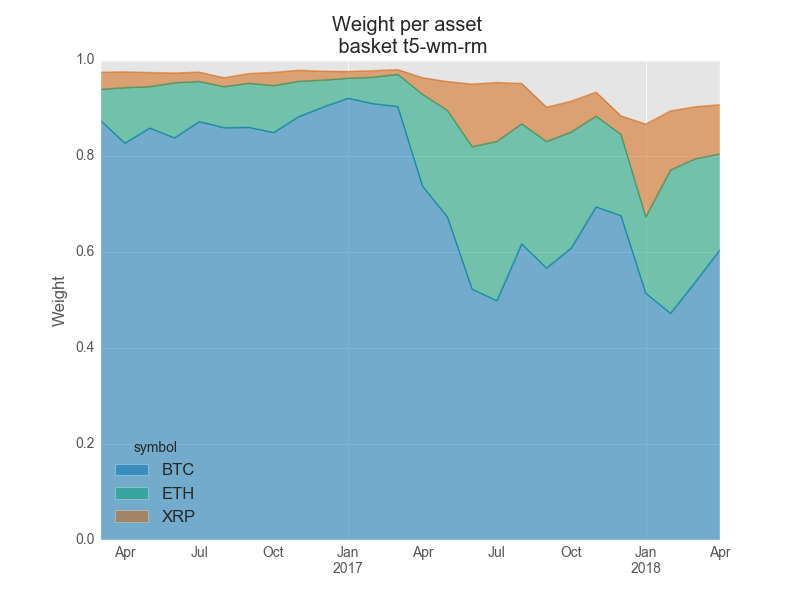 Weight per asset
basket t5-wm-rm
1.0
0.8
0.6
0.4
0.2
0.0
Weight
symbol
BTC
ETH
XRP
Apr Jul Oct Jan Apr Jul Oct Jan Apr
2017 2018